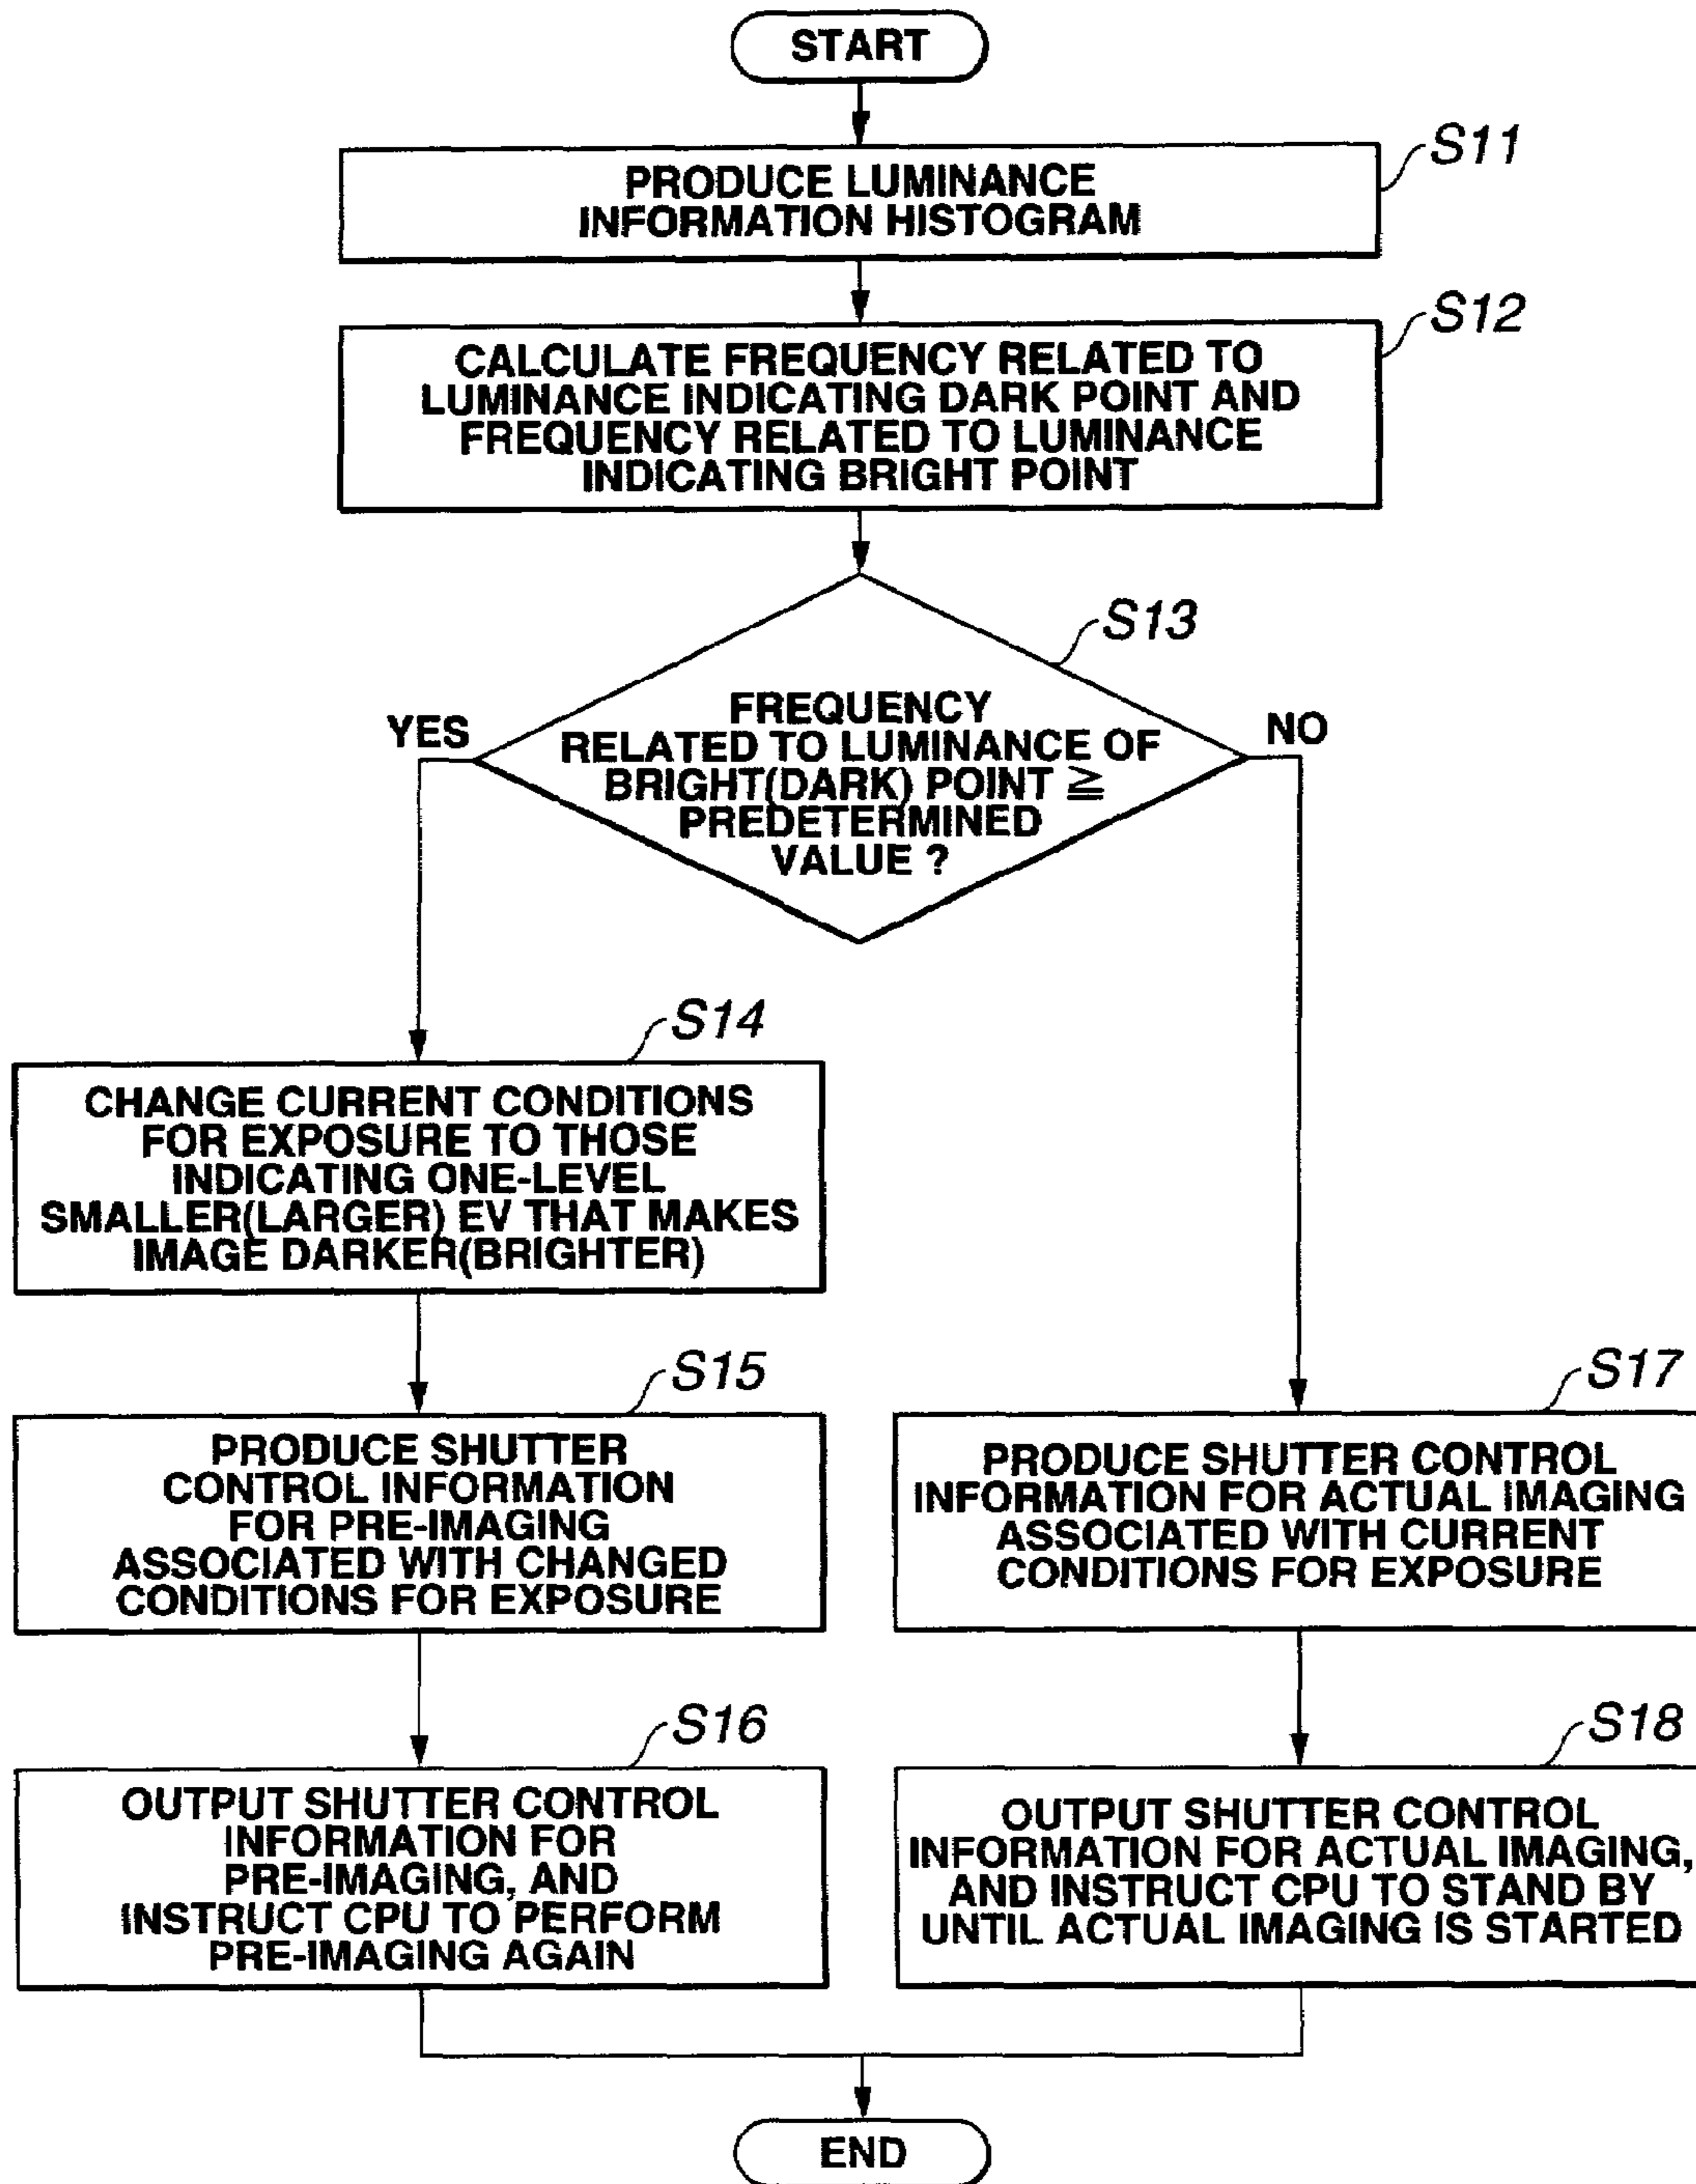 START
S11
PRODUCE LUMINANCE
INFORMATION HISTOGRAM
S12
CALCULATE FREQUENCY RELATED TO
LUMINANCE INDICATING DARK POINT AND
FREQUENCY RELATED TO LUMINANCE
INDICATING BRIGHT POINT
S13
FREQUENCY
RELATED TO LUMINANCE OF
BRIGHT(DARK) POINT ≧
PREDETERMINED
VALUE ?
YES
NO
S14
CHANGE CURRENT CONDITIONS
FOR EXPOSURE TO THOSE
INDICATING ONE-LEVEL
SMALLER(LARGER) EV THAT MAKES
IMAGE DARKER(BRIGHTER)
S15
PRODUCE SHUTTER
CONTROL INFORMATION
FOR PRE-IMAGING
ASSOCIATED WITH CHANGED
CONDITIONS FOR EXPOSURE
S16
OUTPUT SHUTTER CONTROL
INFORMATION FOR
PRE-IMAGING, AND
INSTRUCT CPU TO PERFORM
PRE-IMAGING AGAIN
S17
PRODUCE SHUTTER CONTROL
INFORMATION FOR ACTUAL IMAGING
ASSOCIATED WITH CURRENT
CONDITIONS FOR EXPOSURE
S18
OUTPUT SHUTTER CONTROL
INFORMATION FOR ACTUAL IMAGING,
AND INSTRUCT CPU TO STAND BY
UNTIL ACTUAL IMAGING IS STARTED
END